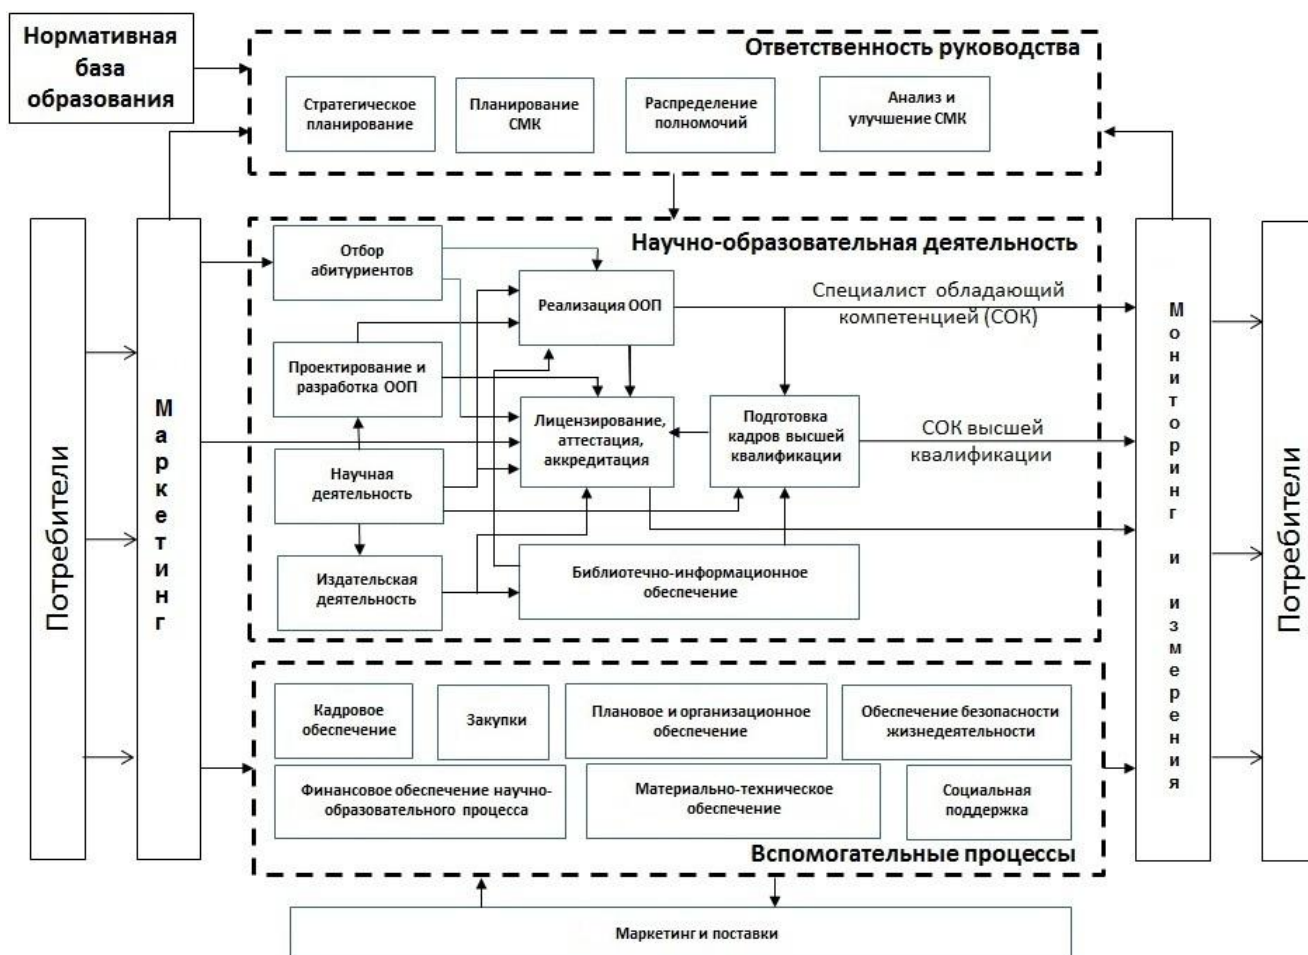 Нормативная
база
образования
Ответственность руководства
Стратегическое
планирование
Планирование
СМК
Распределение
полномочий
Анализ и
улучшение СМК
Потребители
Маркетинг
Научно-образовательная деятельность
Отбор
абитуриентов
Реализация ООП
Специалист обладающий
компетенцией (СОК)
Проектирование и
разработка ООП
Лицензирование,
аттестация,
аккредитация
Подготовка
кадров высшей
квалификации
СОК высшей
квалификации
Научная
деятельность
Издательская
деятельность
Библиотечно-информационное
обеспечение
Мониторинг и измерения
Потребители
Кадровое
обеспечение
Закупки
Плановое и организационное
обеспечение
Обеспечение безопасности
жизнедеятельности
Финансовое обеспечение научно-
образовательного процесса
Материально-техническое
обеспечение
Социальная
поддержка
Вспомогательные процессы
Маркетинг и поставки